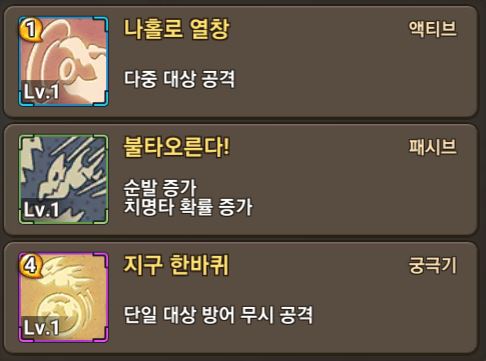 1
나홀로 열창
액티브
다중 대상 공격
Lv.1
불타오른다!
패시브
순발 증가
치명타 확률 증가
Lv.1
4
지구 한바퀴
궁극기
단일 대상 방어 무시 공격
Lv.1